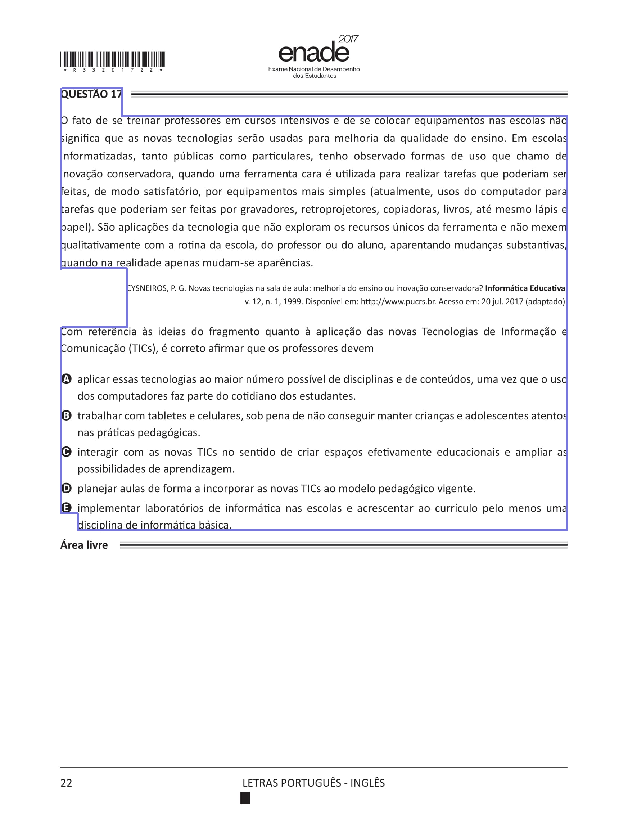 2017
enade
Exame Nacional de Desempenho
dos Estudantes
*R3320172​2*
QUESTÃO 17
O fato de se treinar professores em cursos intensivos e de se colocar equipamentos nas escolas não
significa que as novas tecnologias serão usadas para melhoria da qualidade do ensino. Em escolas
informatizadas, tanto públicas como particulares, tenho observado formas de uso que chamo de
inovação conservadora, quando uma ferramenta cara é utilizada para realizar tarefas que poderiam ser
feitas, de modo satisfatório, por equipamentos mais simples (atualmente, usos do computador para
tarefas que poderiam ser feitas por gravadores, retroprojetores, copiadoras, livros, até mesmo lápis e
papel). São aplicações da tecnologia que não exploram os recursos únicos da ferramenta e não mexem
qualitativamente com a rotina da escola, do professor ou do aluno, aparentando mudanças substantivas,
quando na realidade apenas mudam-se aparências.
CYSNEIROS, P. G. Novas tecnologias na sala de aula: melhoria do ensino ou inovação conservadora? Informática Educativa
v. 12, n. 1, 1999. Disponível em: http://www.pucrs.br. Acesso em: 20 jul. 2017 (adaptado)
Com referência às ideias do fragmento quanto à aplicação das novas Tecnologias de Informação e
Comunicação (TICs), é correto afirmar que os professores devem
A aplicar essas tecnologias ao maior número possível de disciplinas e de conteúdos, uma vez que o uso
dos computadores faz parte do cotidiano dos estudantes.
B trabalhar com tabletes e celulares, sob pena de não conseguir manter crianças e adolescentes atentos
nas práticas pedagógicas.
C interagir com as novas TICs no sentido de criar espaços efetivamente educacionais e ampliar as
possibilidades de aprendizagem.
D planejar aulas de forma a incorporar as novas TICs ao modelo pedagógico vigente.
E implementar laboratórios de informática nas escolas e acrescentar ao currículo pelo menos uma
disciplina de informática básica.
Área livre
22
LETRAS PORTUGUÊS - INGLÊS